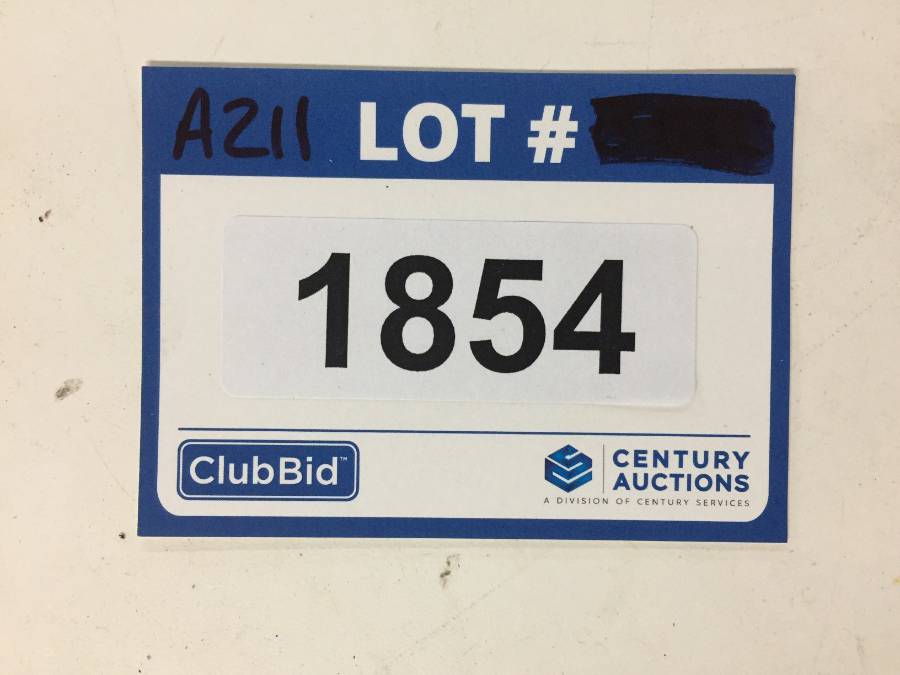 A211 LOT #
1854
ClubBid™
CENTURY
AUCTIONS
A DIVISION OF CENTURY SERVICES